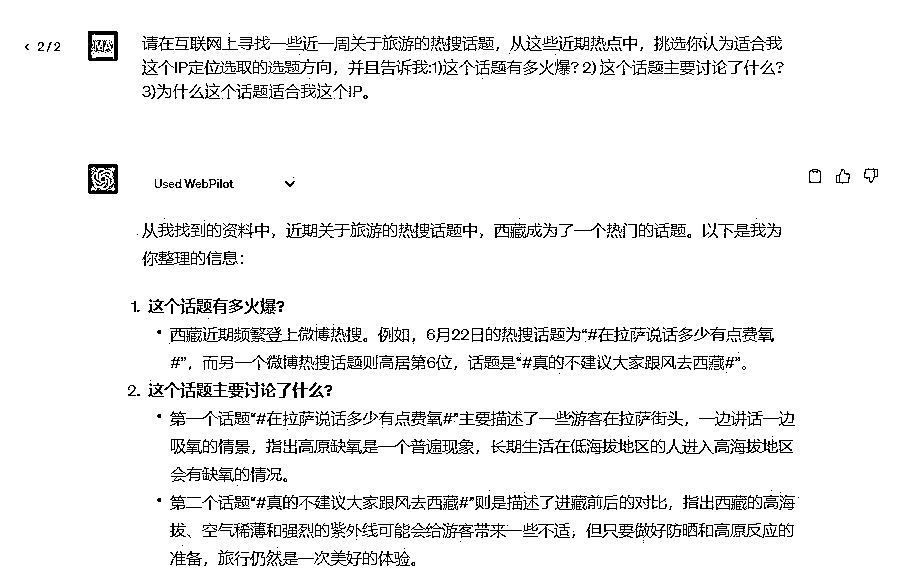 2/2
请在互联网上寻找一些近一周关于旅游的热搜话题，从这些近期热点中，挑选你认为适合我
这个IP定位选取的选题方向，并且告诉我:1)这个话题有多火爆? 2) 这个话题主要讨论了什么?
3)为什么这个话题适合我这个IP。
Used WebPilot
从我找到的资料中，近期关于旅游的热搜话题中，西藏成为了一个热门的话题。以下是我为
你整理的信息：
1. 这个话题有多火爆?
• 西藏近期频繁登上微博热搜。例如，6月22日的热搜话题为“#在拉萨说话多少有点费氧
#”，而另一个微博热搜话题则高居第6位，话题是“#真的不建议大家跟风去西藏#”。
2. 这个话题主要讨论了什么?
• 第一个话题“#在拉萨说话多少有点费氧#”主要描述了一些游客在拉萨街头，一边讲话一边
吸氧的情景，指出高原缺氧是一个普遍现象，长期生活在低海拔地区的人进入高海拔地区
会有缺氧的情况。
• 第二个话题“#真的不建议大家跟风去西藏#”则是描述了进藏前后的对比，指出西藏的高海
拔、空气稀薄和强烈的紫外线可能会给游客带来一些不适，但只要做好防晒和高原反应的
准备，旅行仍然是一次美好的体验。